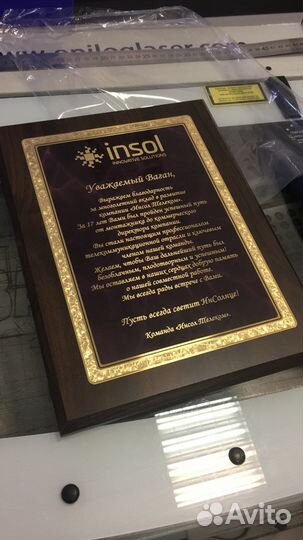 www.epiloglaser.com
insol
INNOVATIVE SOLUTIONS
Уважаемый Ваган,
Выражаем благодарность
за многолетний вклад в развитие
компании «Инсол Телеком».
За 17 лет Вами был пройден успешный путь
от монтажника до коммерческого
директора компании.
Вы стали настоящим профессионалом
телекоммуникационной отрасли и ключевым
членом нашей команды.
Желаем, чтобы Ваш дальнейший путь был
безоблачным, плодотворным и успешным!
Мы оставляем в наших сердцах добрую память
о нашей совместной работе.
Мы всегда рады встрече с Вами.
Пусть всегда светит ИнСолнце!
Команда «Инсол Телеком».
Avito